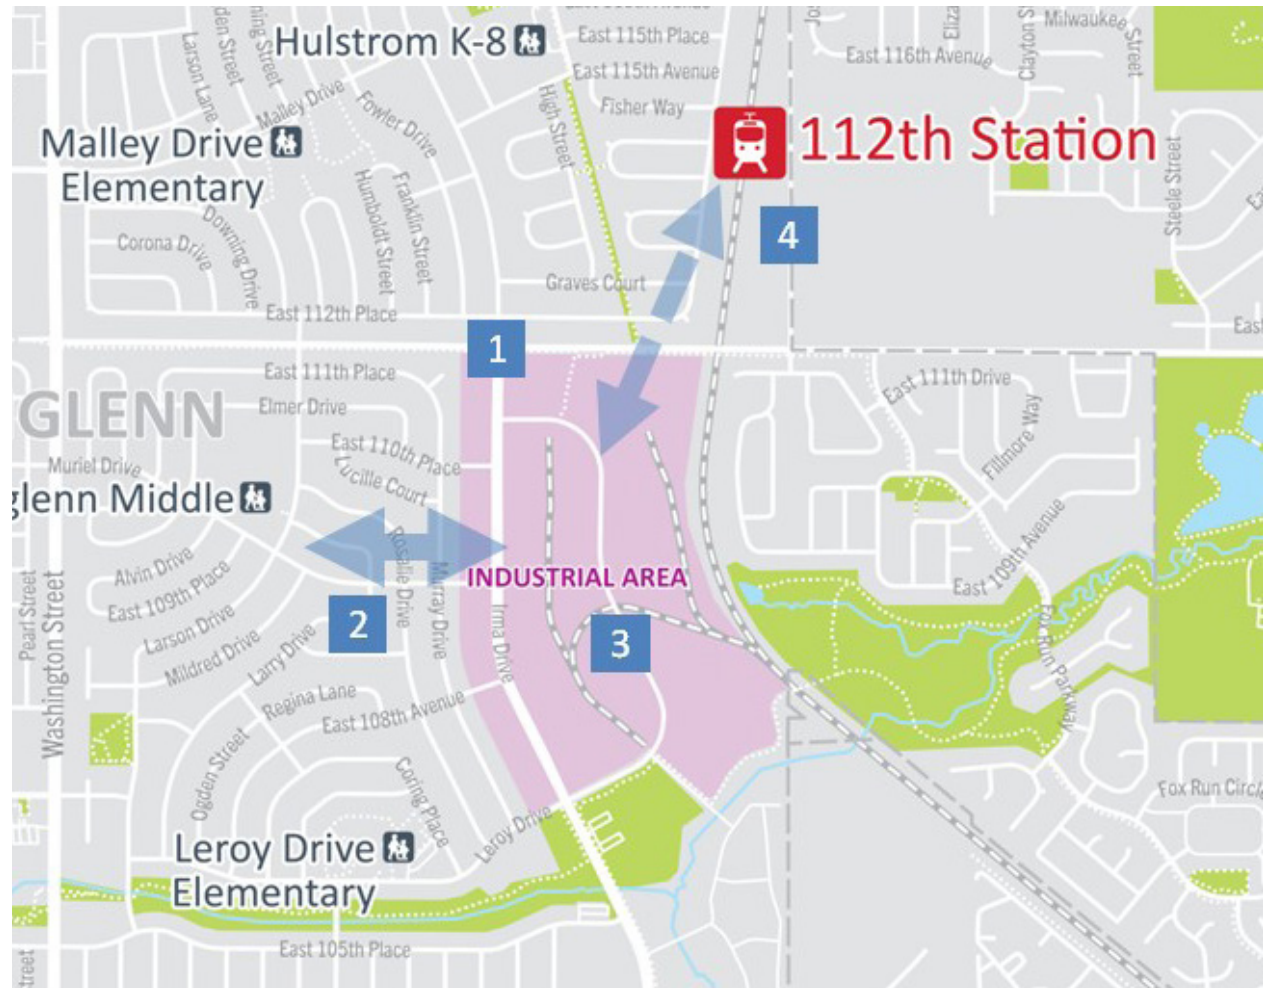 Hulstrom K-8
East 115th Place
East 116th Avenue
Milwaukee Street
Clayton S
Larson Lane
Malley Drive
Fowler Drive
East 115th Avenue
Fisher Way
High Street
Malley Drive
Elementary
112th Station
Steele Street
Humboldt Street
Franklin Street
Downing Drive
Corona Drive
4
Graves Court
East 112th Place
East
1
East 111th Place
East 111th Drive
Elmer Drive
GLENN
Fillmore Way
East 110th Place
Lucille Court
Muriel Drive
glenn Middle
Alvin Drive
Rosalie Drive
Murray Drive
INDUSTRIAL AREA
East 109th Avenue
East 109th Place
Pearl Street
Washington Street
Larson Drive
Mildred Drive
Larry Drive
2
Irma Drive
3
Fox Run Parkway
Regina Lane
East 108th Avenue
Ogden Street
Coring Place
Fox Run Circle
Leroy Drive
Leroy Drive
Elementary
East 105th Place
treet